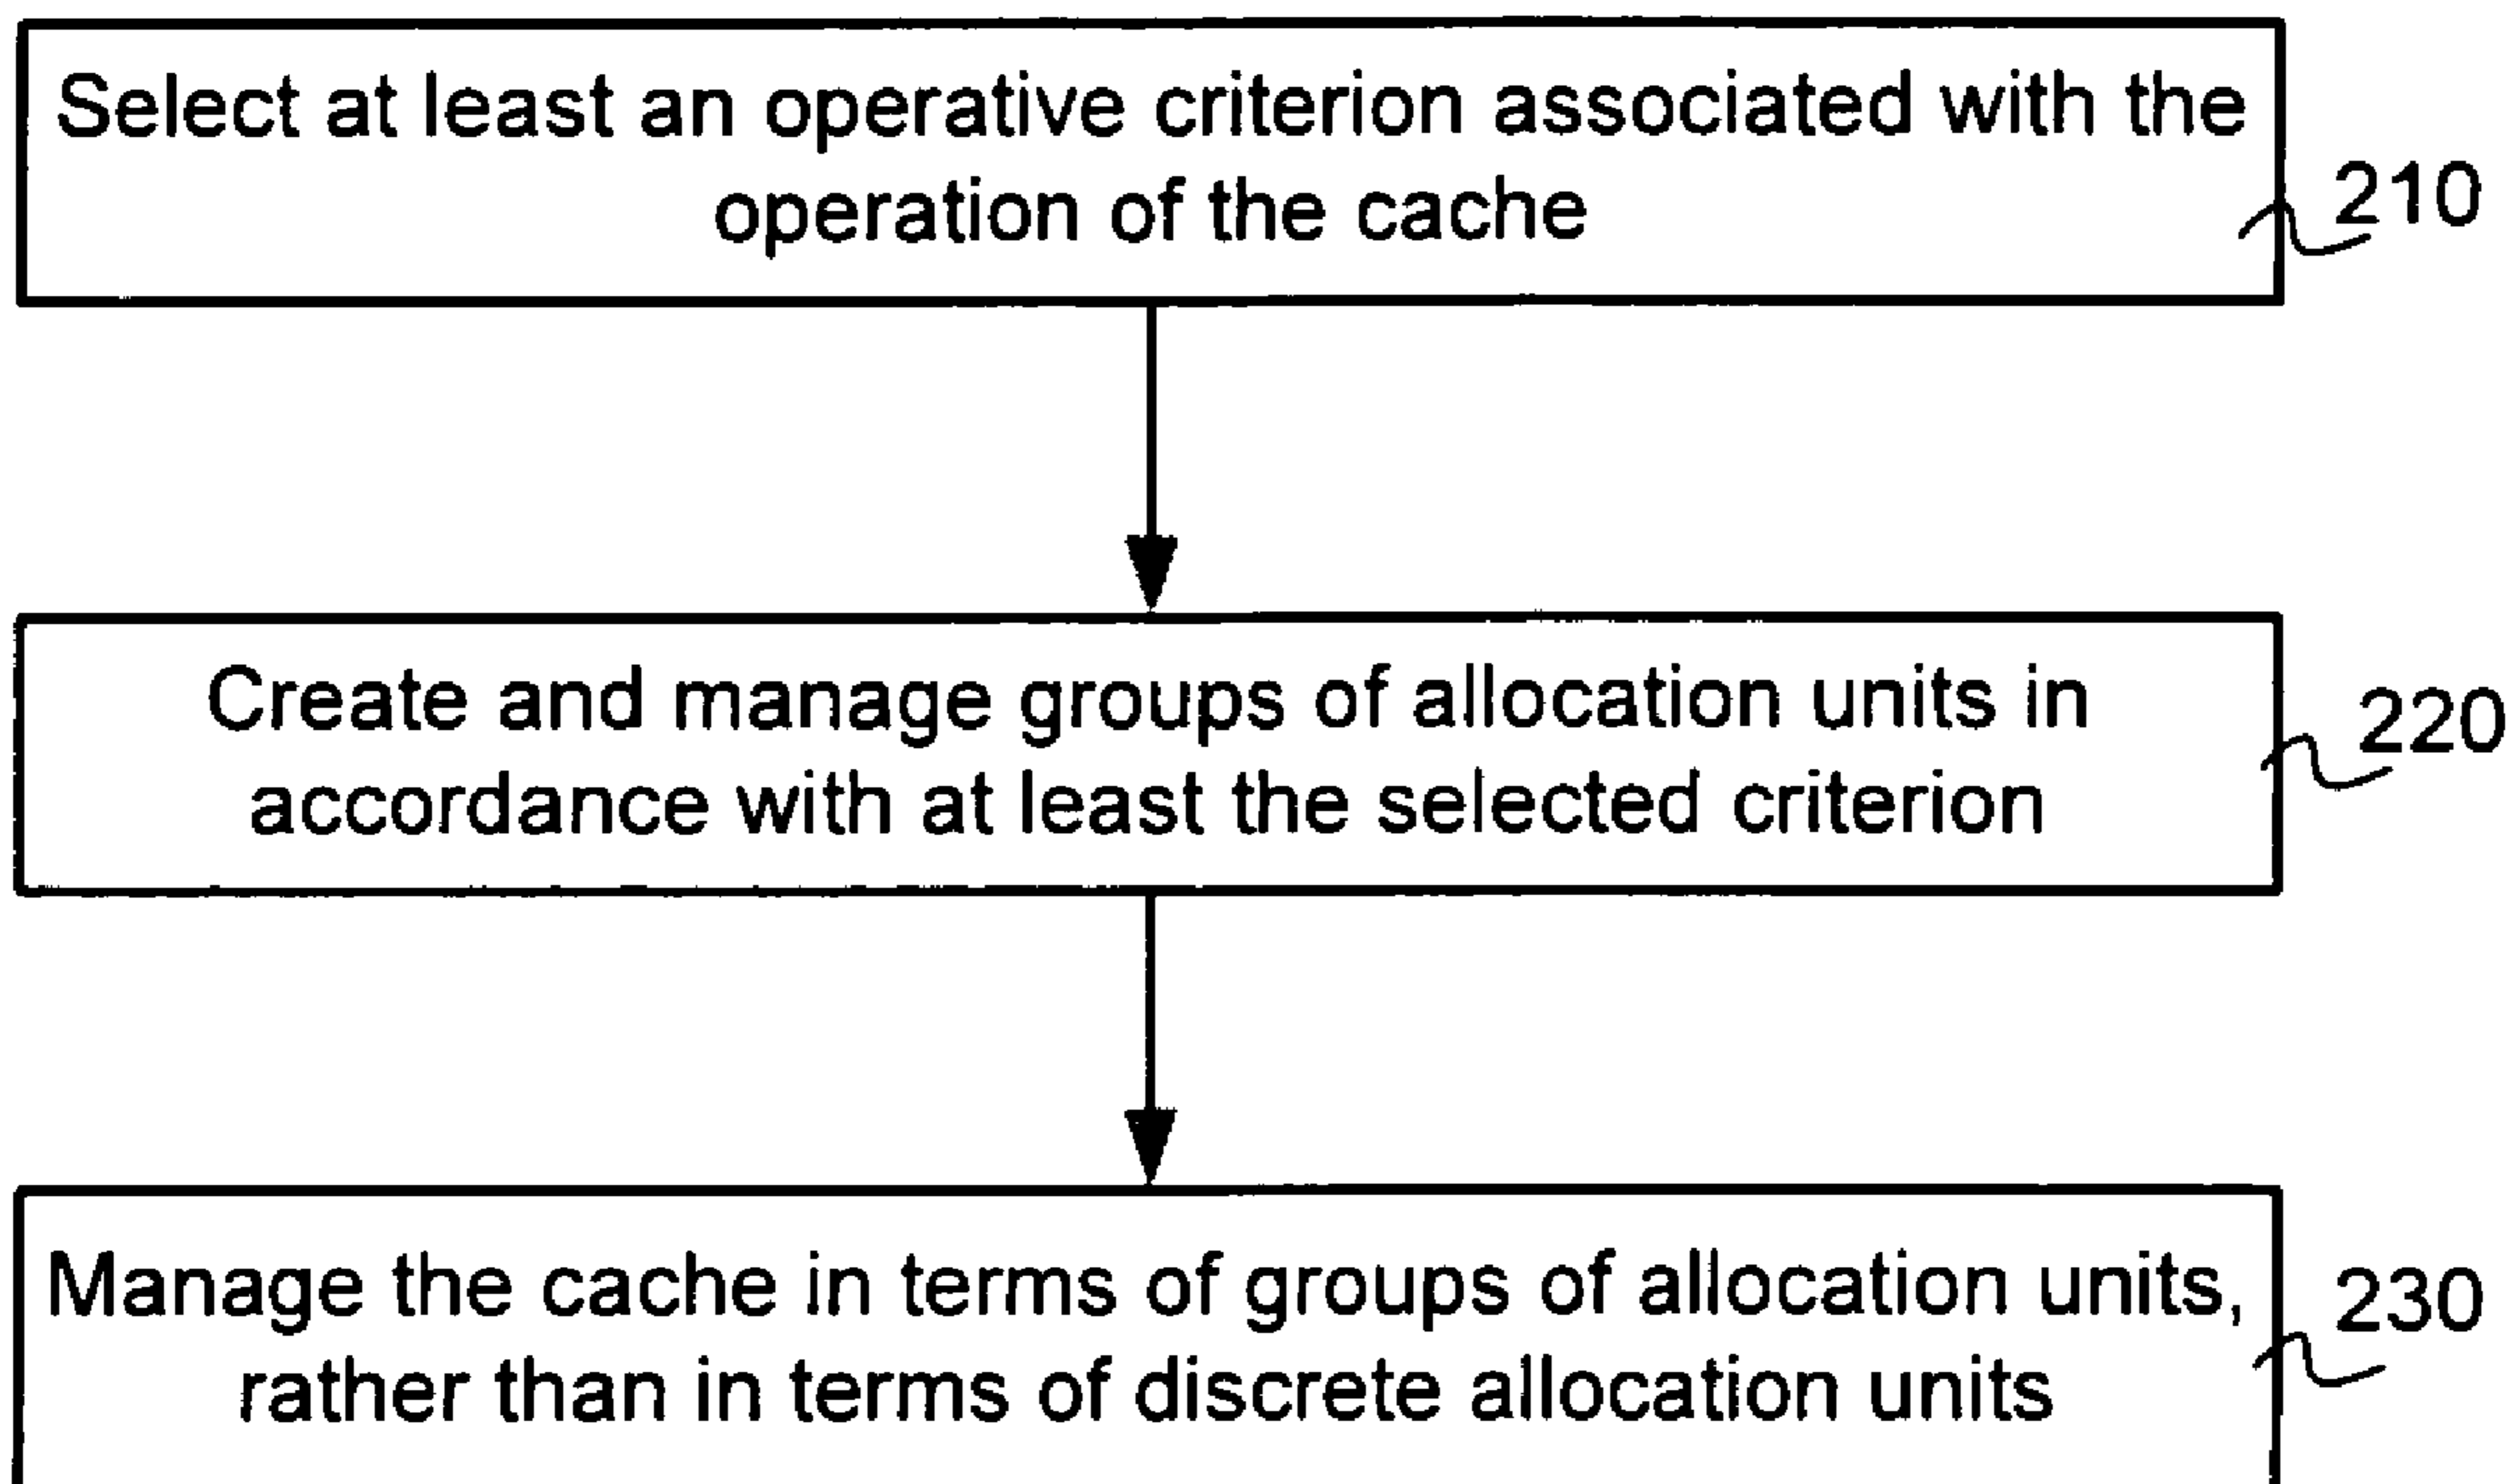 Select at least an operative criterion associated with the
operation of the cache
210
Create and manage groups of allocation units in
accordance with at least the selected criterion
220
Manage the cache in terms of groups of allocation units,
rather than in terms of discrete allocation units
230